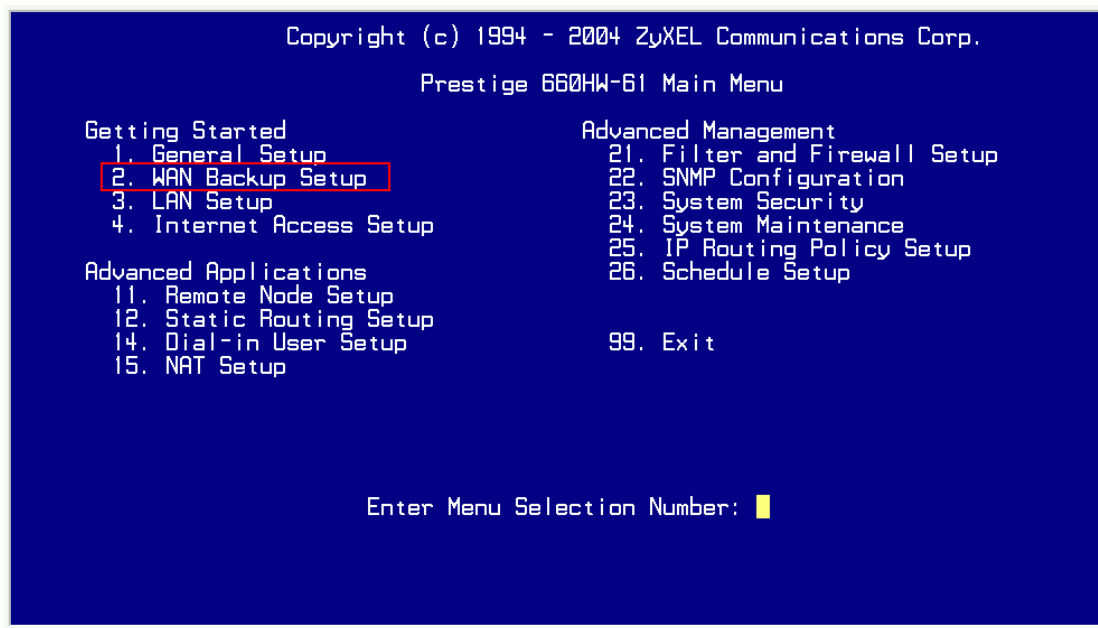 Copyright (c) 1994 - 2004 ZyXEL Communications Corp.
Prestige 660HW-61 Main Menu
Getting Started
1. General Setup
2. WAN Backup Setup
3. LAN Setup
4. Internet Access Setup
Advanced Applications
11. Remote Node Setup
12. Static Routing Setup
14. Dial-in User Setup
15. NAT Setup
Advanced Management
21. Filter and Firewall Setup
22. SNMP Configuration
23. System Security
24. System Maintenance
25. IP Routing Policy Setup
26. Schedule Setup
99. Exit
Enter Menu Selection Number: